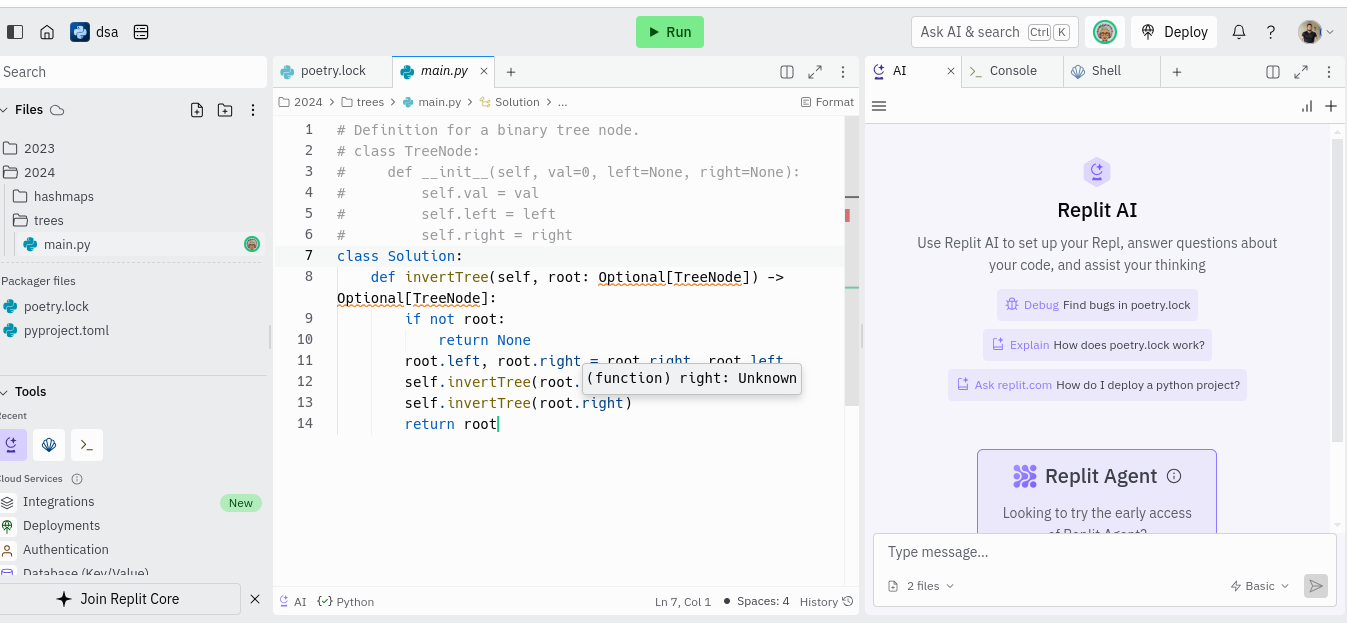 dsa
Run
Ask AI & search Ctrl K
Deploy
Search
Files
2023
2024
hashmaps
trees
main.py
Packager files
poetry.lock
pyproject.toml
Tools
Recent
Cloud Services
Integrations New
Deployments
Authentication
Database (Key/Value)
Join Replit Core
poetry.lock
main.py
2024 > trees > main.py > Solution > ...
Format
1 # Definition for a binary tree node.
2 # class TreeNode:
3 #     def __init__(self, val=0, left=None, right=None):
4 #         self.val = val
5 #         self.left = left
6 #         self.right = right
7 class Solution:
8     def invertTree(self, root: Optional[TreeNode]) ->
Optional[TreeNode]:
9         if not root:
10             return None
11         root.left, root.right = root.right, root.left
12         self.invertTree(root.
(function) right: Unknown
13         self.invertTree(root.right)
14         return root
AI
Python
Ln 7, Col 1
Spaces: 4
History
AI
Console
Shell
Replit AI
Use Replit AI to set up your Repl, answer questions about
your code, and assist your thinking
Debug Find bugs in poetry.lock
Explain How does poetry.lock work?
Ask replit.com How do I deploy a python project?
Replit Agent
Looking to try the early access
of Replit Agent?
Type message...
2 files
Basic